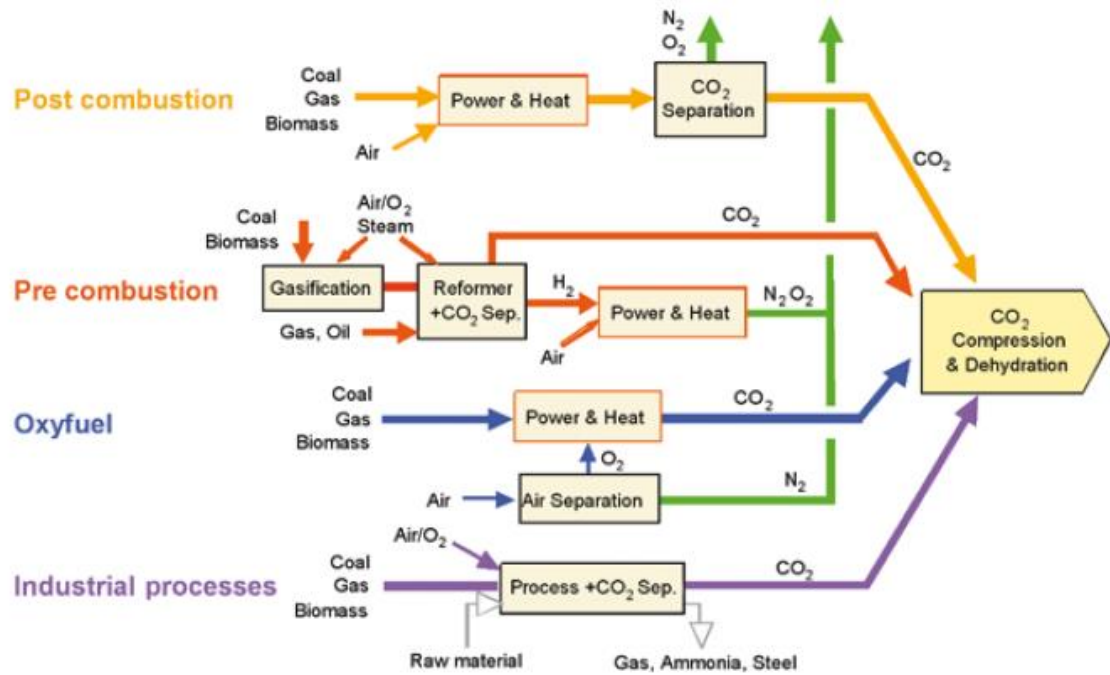 N₂
O₂
Post combustion
Coal
Gas
Biomass
Air
Power & Heat
CO₂
Separation
CO₂
Pre combustion
Coal
Biomass
Air/O₂
Steam
Gasification
Gas, Oil
Reformer
+CO₂ Sep.
H₂
Air
Power & Heat
CO₂
N₂ O₂
CO₂
Compression
& Dehydration
Oxyfuel
Coal
Gas
Biomass
Power & Heat
CO₂
O₂
Air
Air Separation
N₂
Industrial processes
Air/O₂
Coal
Gas
Biomass
Process +CO₂ Sep.
CO₂
Raw material
Gas, Ammonia, Steel